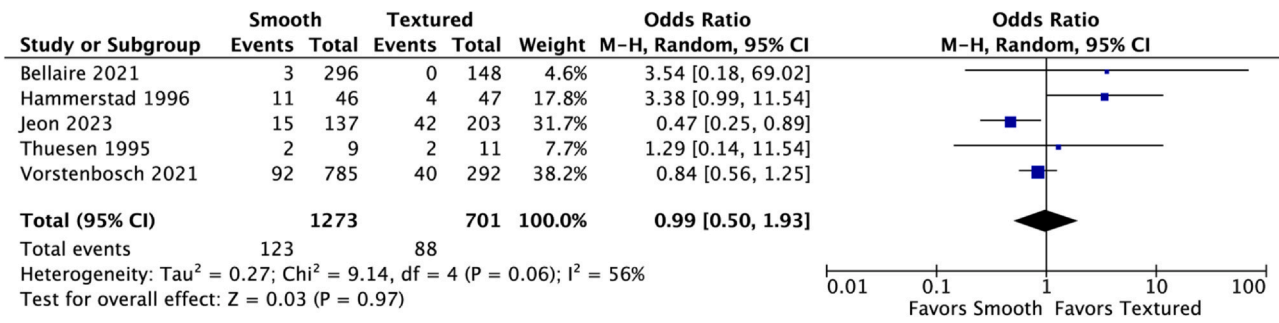 Smooth Textured Odds Ratio Odds Ratio
Study or Subgroup Events Total Events Total Weight M-H, Random, 95% CI M-H, Random, 95% CI
Bellaire 2021 3 296 0 148 4.6% 3.54 [0.18, 69.02]
Hammerstad 1996 11 46 4 47 17.8% 3.38 [0.99, 11.54]
Jeon 2023 15 137 42 203 31.7% 0.47 [0.25, 0.89]
Thuesen 1995 2 9 2 11 7.7% 1.29 [0.14, 11.54]
Vorstenbosch 2021 92 785 40 292 38.2% 0.84 [0.56, 1.25]
Total (95% CI) 1273 701 100.0% 0.99 [0.50, 1.93]
Total events 123 88
Heterogeneity: Tau² = 0.27; Chi² = 9.14, df = 4 (P = 0.06); I² = 56%
Test for overall effect: Z = 0.03 (P = 0.97)
0.01 0.1 1 10 100
Favors Smooth Favors Textured